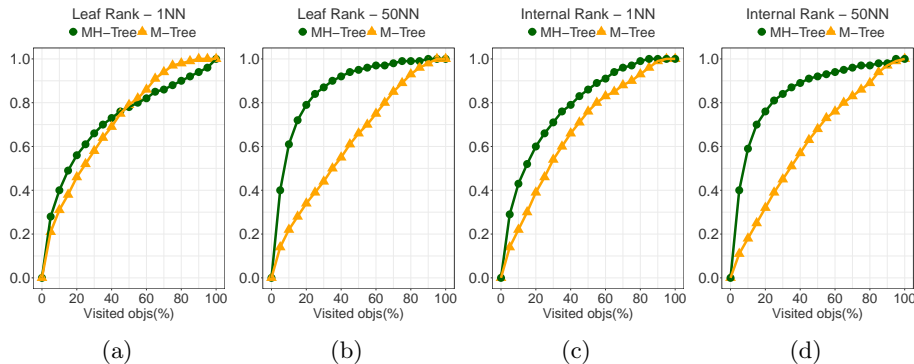 Leaf Rank − 1NN
MH−Tree M−Tree
1.0
0.8
0.6
0.4
0.2
0.0
0 20 40 60 80 100
Visited objs(%)
(a)
Leaf Rank − 50NN
MH−Tree M−Tree
1.0
0.8
0.6
0.4
0.2
0.0
0 20 40 60 80 100
Visited objs(%)
(b)
Internal Rank − 1NN
MH−Tree M−Tree
1.0
0.8
0.6
0.4
0.2
0.0
0 20 40 60 80 100
Visited objs(%)
(c)
Internal Rank − 50NN
MH−Tree M−Tree
1.0
0.8
0.6
0.4
0.2
0.0
0 20 40 60 80 100
Visited objs(%)
(d)